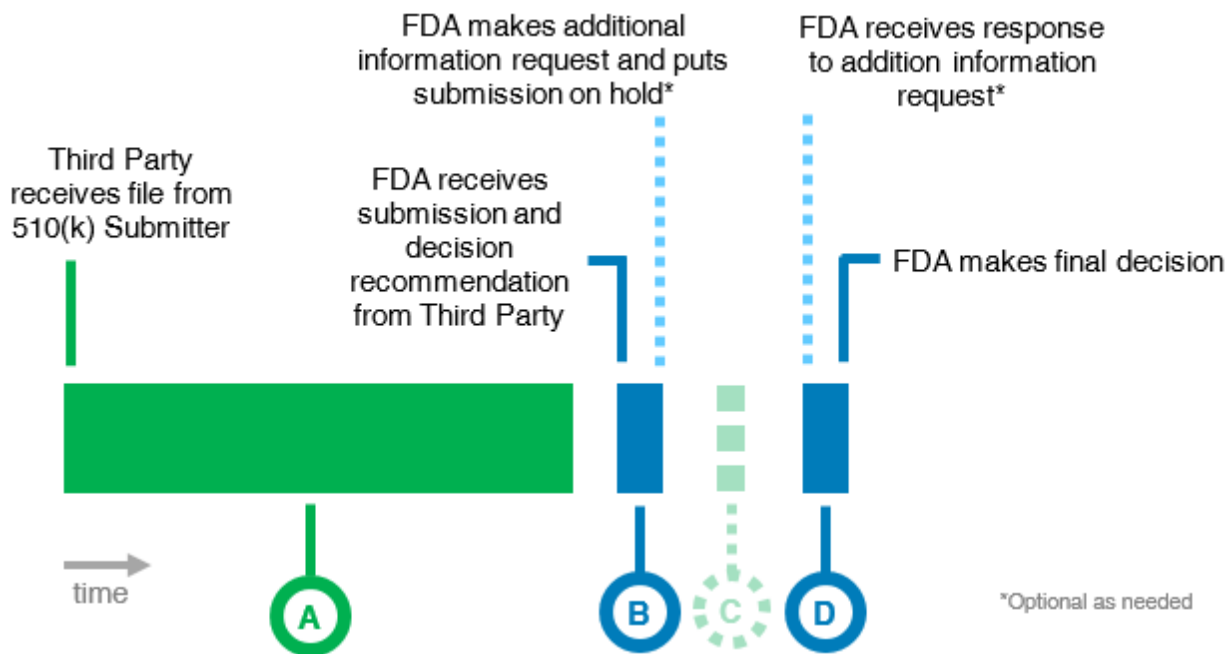 FDA makes additional
information request and puts
submission on hold*
FDA receives response
to addition information
request*
Third Party
receives file from
510(k) Submitter
FDA receives
submission and
decision
recommendation
from Third Party
FDA makes final decision
time
A
B
C
D
*Optional as needed